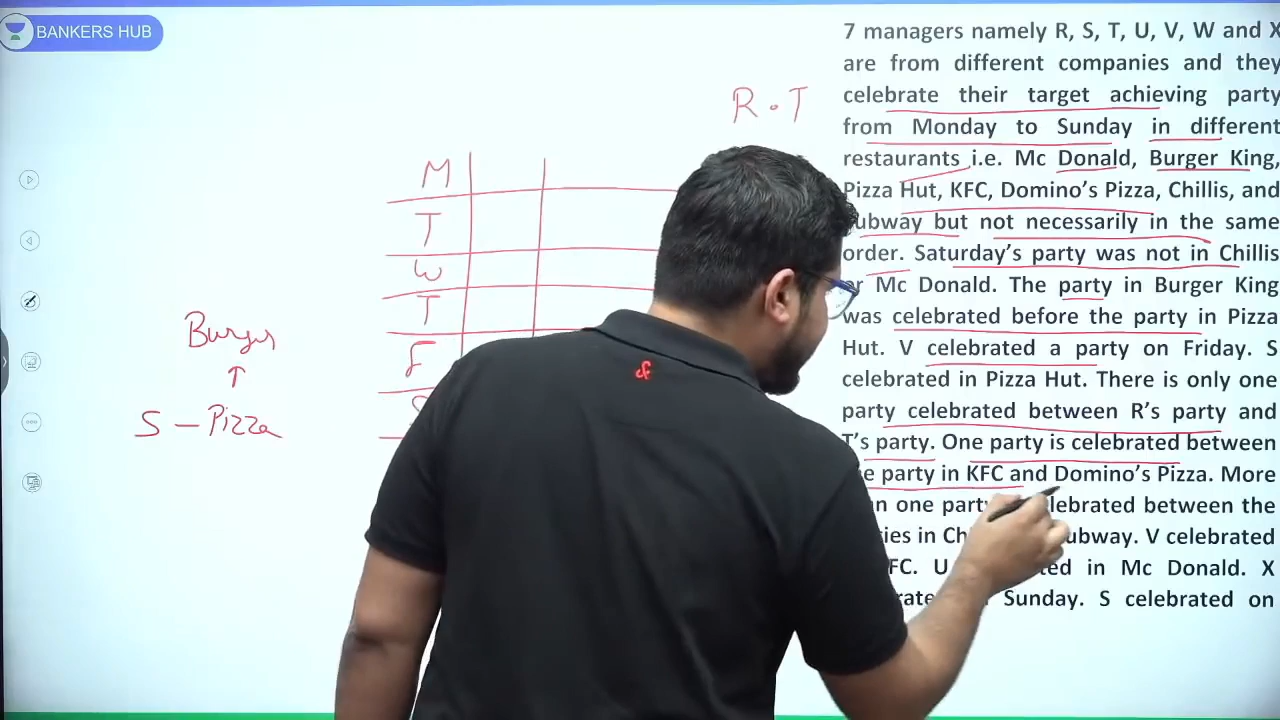 BANKERS HUB
7 managers namely R, S, T, U, V, W and X
are from different companies and they
celebrate their target achieving party
from Monday to Sunday in different
restaurants i.e. Mc Donald, Burger King,
Pizza Hut, KFC, Domino's Pizza, Chillis, and
ubway but not necessarily in the same
order. Saturday's party was not in Chillis
or Mc Donald. The party in Burger King
was celebrated before the party in Pizza
Hut. V celebrated a party on Friday. S
celebrated in Pizza Hut. There is only one
party celebrated between R's party and
T's party. One party is celebrated between
e party in KFC and Domino's Pizza. More
an one party elebrated between the
ies in Ch ubway. V celebrated
FC. U ted in Mc Donald. X
rate Sunday. S celebrated on
R . T
M
T
W
T
F
S
Burger
↑
S - Pizza